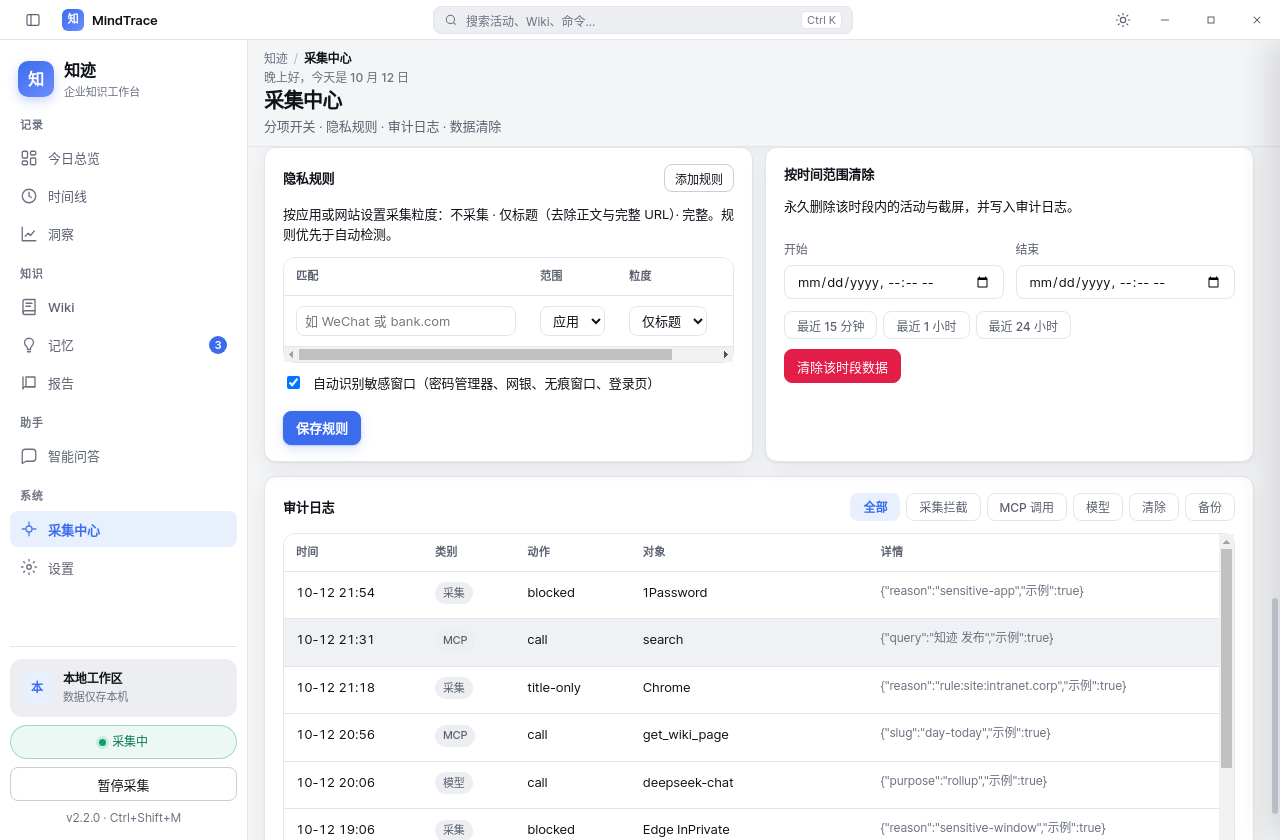 知 MindTrace
搜索活动、Wiki、命令... Ctrl K
知 知迹
企业知识工作台
记录
今日总览
时间线
洞察
知识
Wiki
记忆 3
报告
助手
智能问答
系统
采集中心
设置
本 本地工作区
数据仅存本机
采集中
暂停采集
v2.2.0 · Ctrl+Shift+M
知迹 / 采集中心
晚上好，今天是 10 月 12 日
采集中心
分项开关 · 隐私规则 · 审计日志 · 数据清除
隐私规则 添加规则
按应用或网站设置采集粒度：不采集 · 仅标题（去除正文与完整 URL）· 完整。规
则优先于自动检测。
匹配 范围 粒度
如 WeChat 或 bank.com 应用 仅标题
自动识别敏感窗口（密码管理器、网银、无痕窗口、登录页）
保存规则
按时间范围清除
永久删除该时段内的活动与截屏，并写入审计日志。
开始 结束
mm/dd/yyyy, --:-- -- mm/dd/yyyy, --:-- --
最近 15 分钟 最近 1 小时 最近 24 小时
清除该时段数据
审计日志 全部 采集拦截 MCP 调用 模型 清除 备份
时间 类别 动作 对象 详情
10-12 21:54 采集 blocked 1Password {"reason":"sensitive-app","示例":true}
10-12 21:31 MCP call search {"query":"知迹 发布","示例":true}
10-12 21:18 采集 title-only Chrome {"reason":"rule:site:intranet.corp","示例":true}
10-12 20:56 MCP call get_wiki_page {"slug":"day-today","示例":true}
10-12 20:06 模型 call deepseek-chat {"purpose":"rollup","示例":true}
10-12 19:06 采集 blocked Edge InPrivate {"reason":"sensitive-window","示例":true}